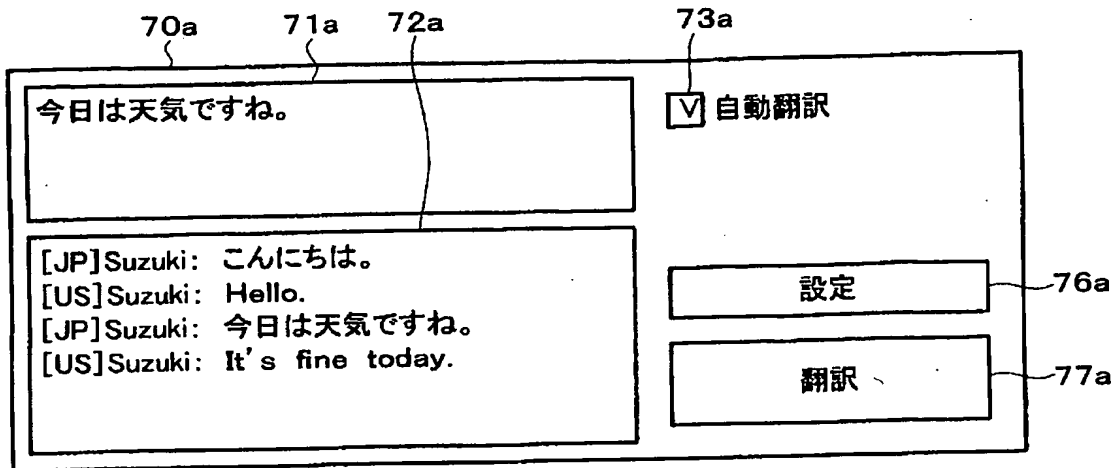 70a 71a 72a 73a
今日は天気ですね。
V 自動翻訳
[JP]Suzuki: こんにちは。
[US]Suzuki: Hello.
[JP]Suzuki: 今日は天気ですね。
[US]Suzuki: It's fine today.
設定 76a
翻訳 77a